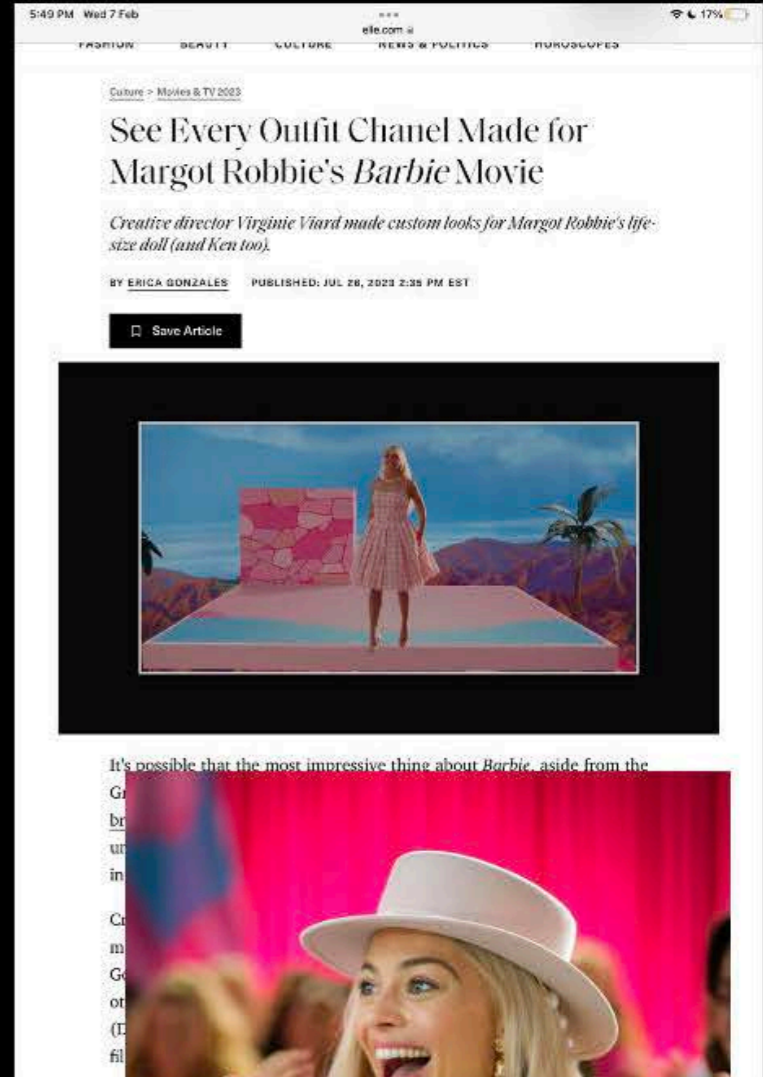 5:49 PM Wed 7 Feb
17%
elle.com
FASHION BEAUTY CULTURE NEWS & POLITICS HOROSCOPES
Culture > Movies & TV 2023
See Every Outfit Chanel Made for
Margot Robbie's Barbie Movie
Creative director Virginie Viard made custom looks for Margot Robbie's life-
size doll (and Ken too).
BY ERICA GONZALES PUBLISHED: JUL 26, 2023 2:35 PM EST
Save Article
It's possible that the most impressive thing about Barbie, aside from the